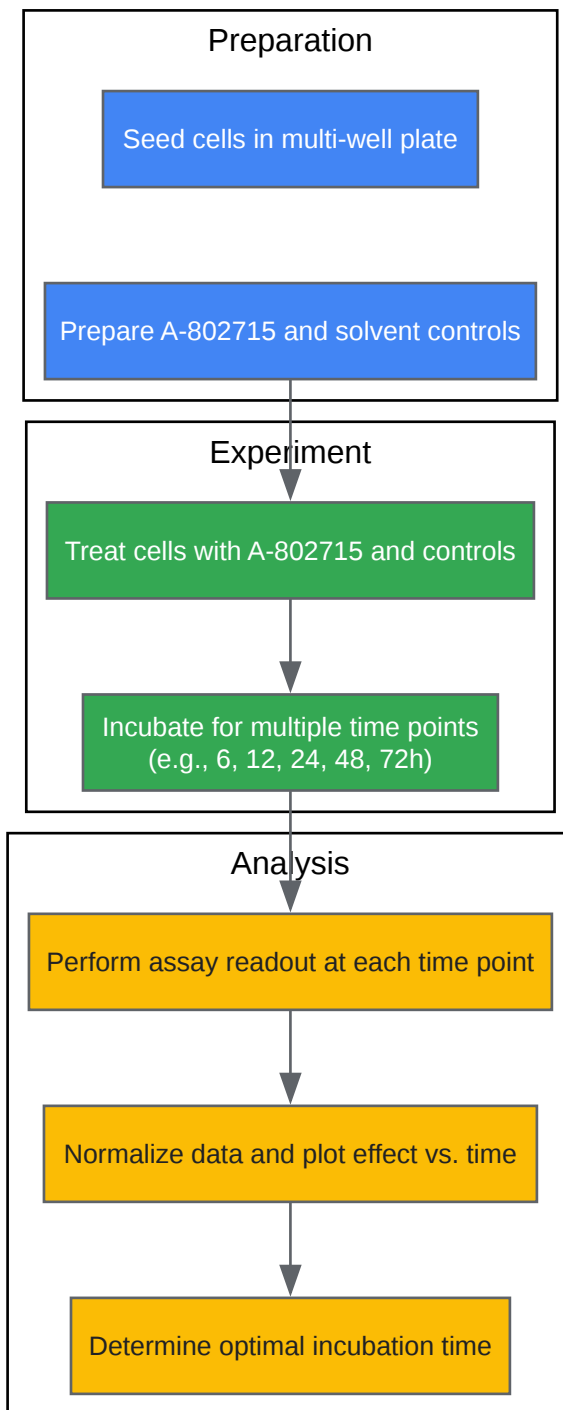 Preparation
Seed cells in multi-well plate
Prepare A-802715 and solvent controls
Experiment
Treat cells with A-802715 and controls
Incubate for multiple time points
(e.g., 6, 12, 24, 48, 72h)
Analysis
Perform assay readout at each time point
Normalize data and plot effect vs. time
Determine optimal incubation time